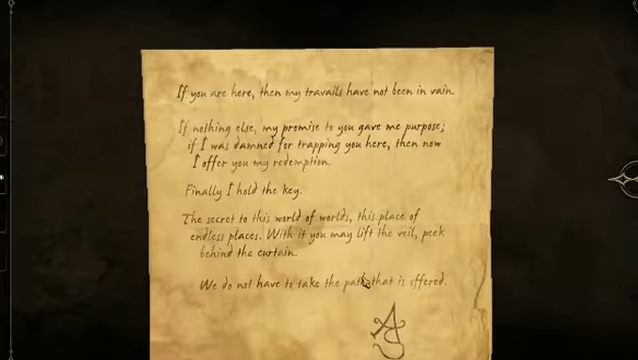 If you are here, then my travails have not been in vain.
If nothing else, my promise to you gave me purpose;
if I was damned for trapping you here, then now
I offer you my redemption.
Finally I hold the key.
The secret to this world of worlds, this place of
endless places. With it you may lift the veil, peek
behind the curtain.
We do not have to take the path that is offered.